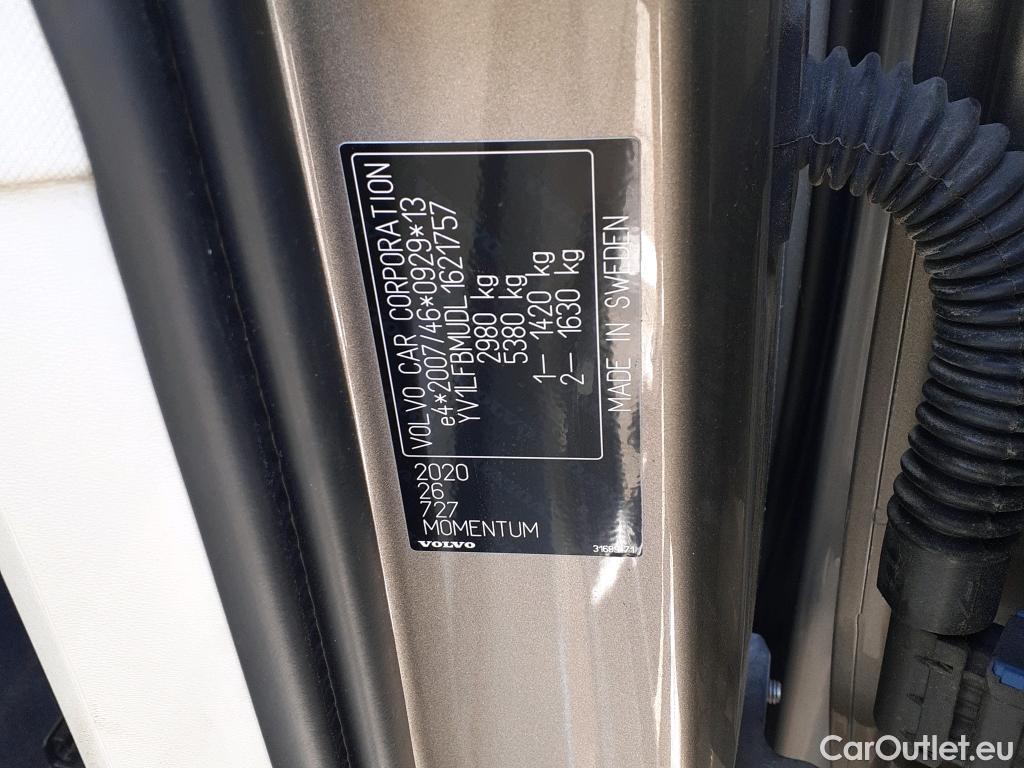 VOLVO CAR CORPORATION
e4*2007/46*0929*13
YV1LFBMUDL1621757
2980 kg
5380 kg
1— 1420 kg
2— 1630 kg
MADE IN SWEDEN
2020
26
727
MOMENTUM
VOLVO
CarOutlet.eu